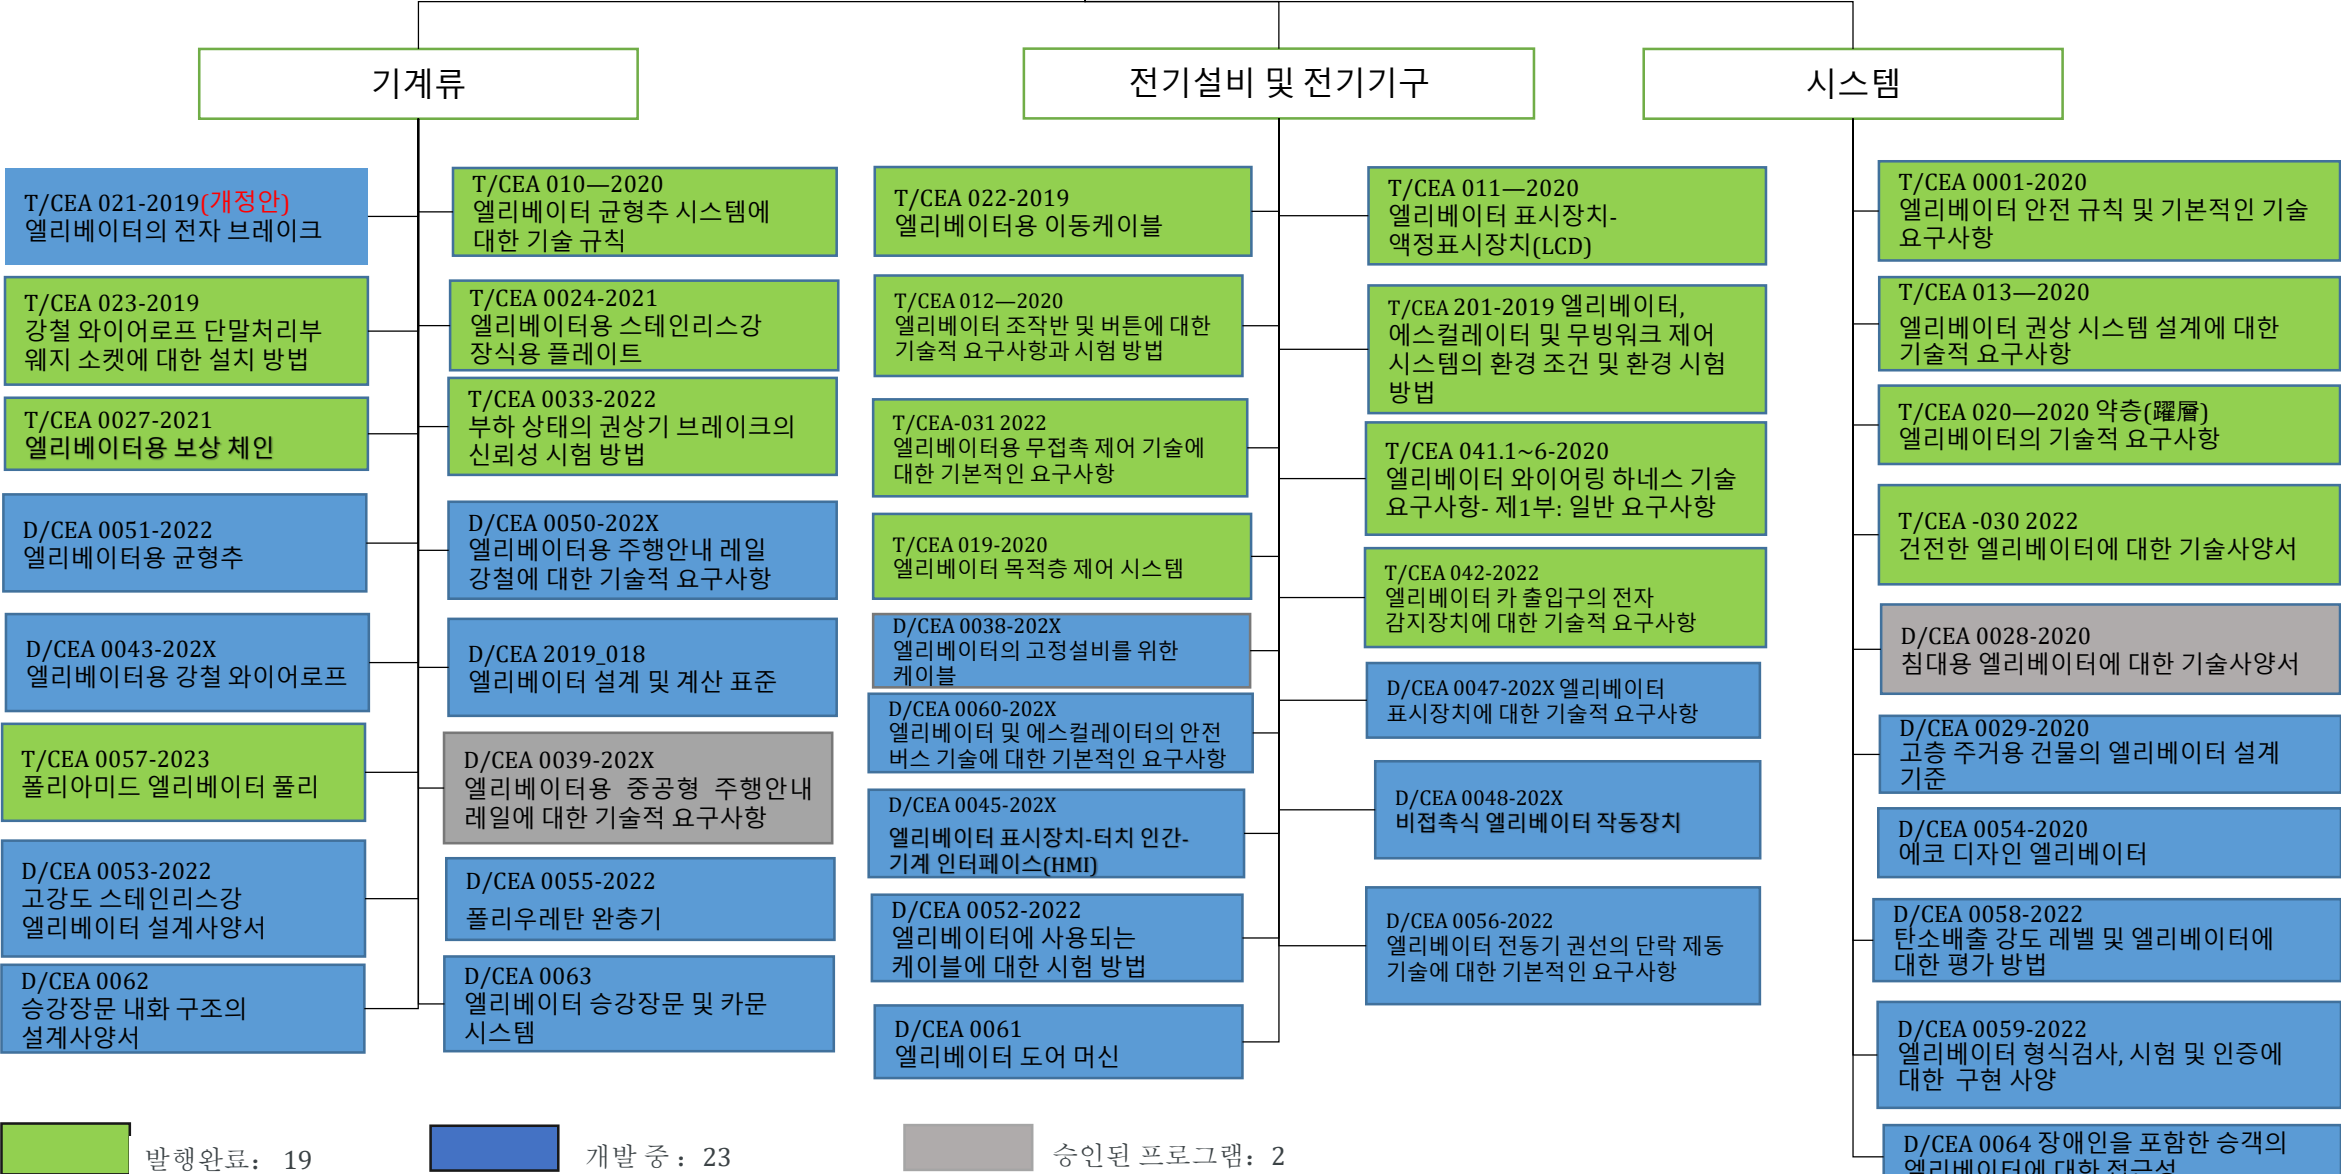 기계류
전기설비 및 전기기구
시스템
T/CEA 021-2019(개정안)
엘리베이터의 전자 브레이크
T/CEA 023-2019
강철 와이어로프 단말처리부
웨지 소켓에 대한 설치 방법
T/CEA 0027-2021
엘리베이터용 보상 체인
D/CEA 0051-2022
엘리베이터용 균형추
D/CEA 0043-202X
엘리베이터용 강철 와이어로프
T/CEA 0057-2023
폴리아미드 엘리베이터 풀리
D/CEA 0053-2022
고강도 스테인리스강
엘리베이터 설계사양서
D/CEA 0062
승강장문 내화 구조의
설계사양서
T/CEA 010—2020
엘리베이터 균형추 시스템에
대한 기술 규칙
T/CEA 0024-2021
엘리베이터용 스테인리스강
장식용 플레이트
T/CEA 0033-2022
부하 상태의 권상기 브레이크의
신뢰성 시험 방법
D/CEA 0050-202X
엘리베이터용 주행안내 레일
강철에 대한 기술적 요구사항
D/CEA 2019_018
엘리베이터 설계 및 계산 표준
D/CEA 0039-202X
엘리베이터용 중공형 주행안내
레일에 대한 기술적 요구사항
D/CEA 0055-2022
폴리우레탄 완충기
D/CEA 0063
엘리베이터 승강장문 및 카문
시스템
T/CEA 022-2019
엘리베이터용 이동케이블
T/CEA 012—2020
엘리베이터 조작반 및 버튼에 대한
기술적 요구사항과 시험 방법
T/CEA-031 2022
엘리베이터용 무접촉 제어 기술에
대한 기본적인 요구사항
T/CEA 019-2020
엘리베이터 목적층 제어 시스템
D/CEA 0038-202X
엘리베이터의 고정설비를 위한
케이블
D/CEA 0060-202X
엘리베이터 및 에스컬레이터의 안전
버스 기술에 대한 기본적인 요구사항
D/CEA 0045-202X
엘리베이터 표시장치-터치 인간-
기계 인터페이스(HMI)
D/CEA 0052-2022
엘리베이터에 사용되는
케이블에 대한 시험 방법
D/CEA 0061
엘리베이터 도어 머신
T/CEA 011—2020
엘리베이터 표시장치-
액정표시장치(LCD)
T/CEA 201-2019 엘리베이터,
에스컬레이터 및 무빙워크 제어
시스템의 환경 조건 및 환경 시험
방법
T/CEA 041.1~6-2020
엘리베이터 와이어링 하네스 기술
요구사항- 제1부: 일반 요구사항
T/CEA 042-2022
엘리베이터 카 출입구의 전자
감지장치에 대한 기술적 요구사항
D/CEA 0047-202X 엘리베이터
표시장치에 대한 기술적 요구사항
D/CEA 0048-202X
비접촉식 엘리베이터 작동장치
D/CEA 0056-2022
엘리베이터 전동기 권선의 단락 제동
기술에 대한 기본적인 요구사항
T/CEA 0001-2020
엘리베이터 안전 규칙 및 기본적인 기술
요구사항
T/CEA 013—2020
엘리베이터 권상 시스템 설계에 대한
기술적 요구사항
T/CEA 020—2020 약층(躍層)
엘리베이터의 기술적 요구사항
T/CEA -030 2022
건전한 엘리베이터에 대한 기술사양서
D/CEA 0028-2020
침대용 엘리베이터에 대한 기술사양서
D/CEA 0029-2020
고층 주거용 건물의 엘리베이터 설계
기준
D/CEA 0054-2020
에코 디자인 엘리베이터
D/CEA 0058-2022
탄소배출 강도 레벨 및 엘리베이터에
대한 평가 방법
D/CEA 0059-2022
엘리베이터 형식검사, 시험 및 인증에
대한 구현 사양
D/CEA 0064 장애인을 포함한 승객의
엘리베이터에 대한 접근성
발행완료: 19
개발 중 : 23
승인된 프로그램: 2